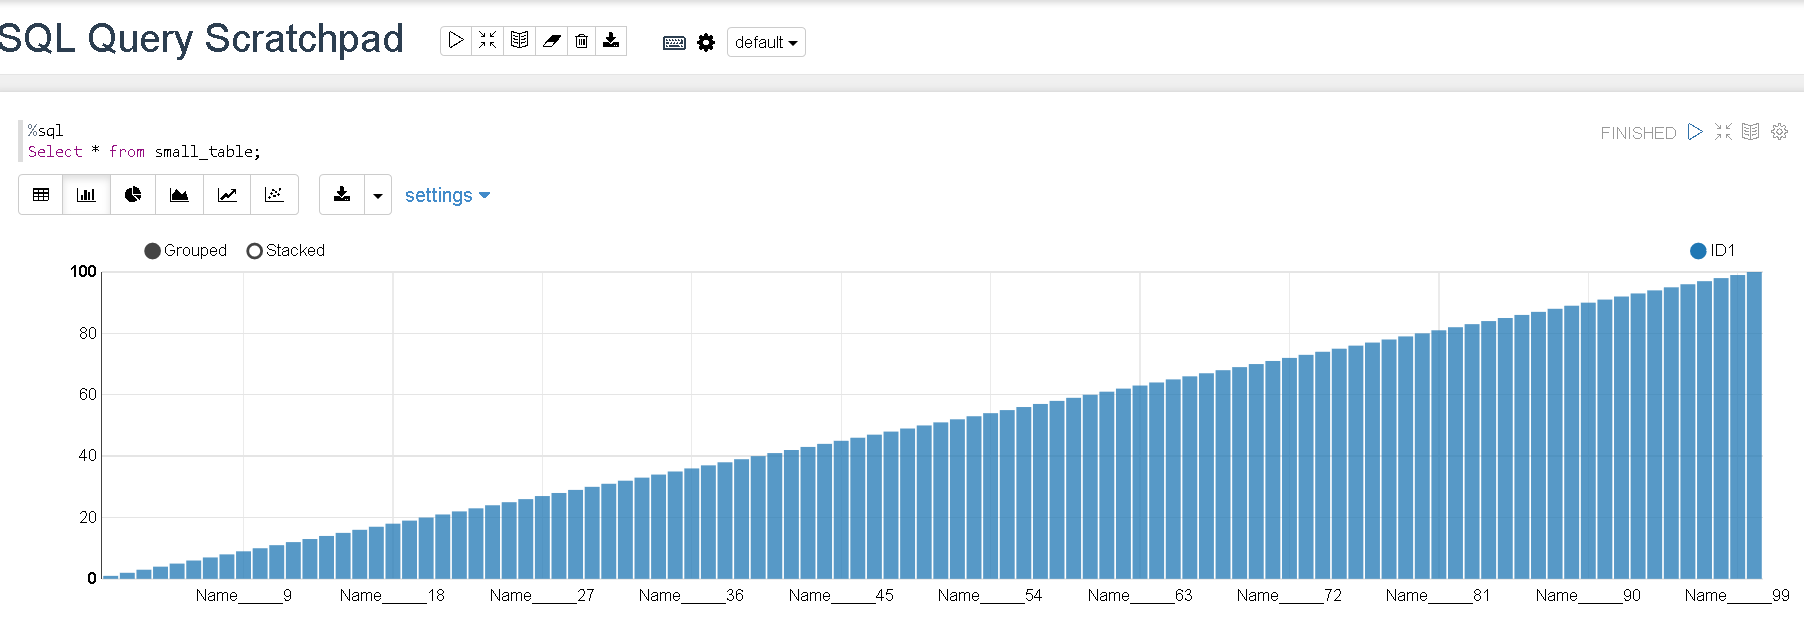 SQL Query Scratchpad
default
%sql
FINISHED
Select * from small_table;
settings
Grouped Stacked
ID1
100
80
60
40
20
0
Name_____9 Name_____18 Name_____27 Name_____36 Name_____45 Name_____54 Name_____63 Name_____72 Name_____81 Name_____90 Name_____99